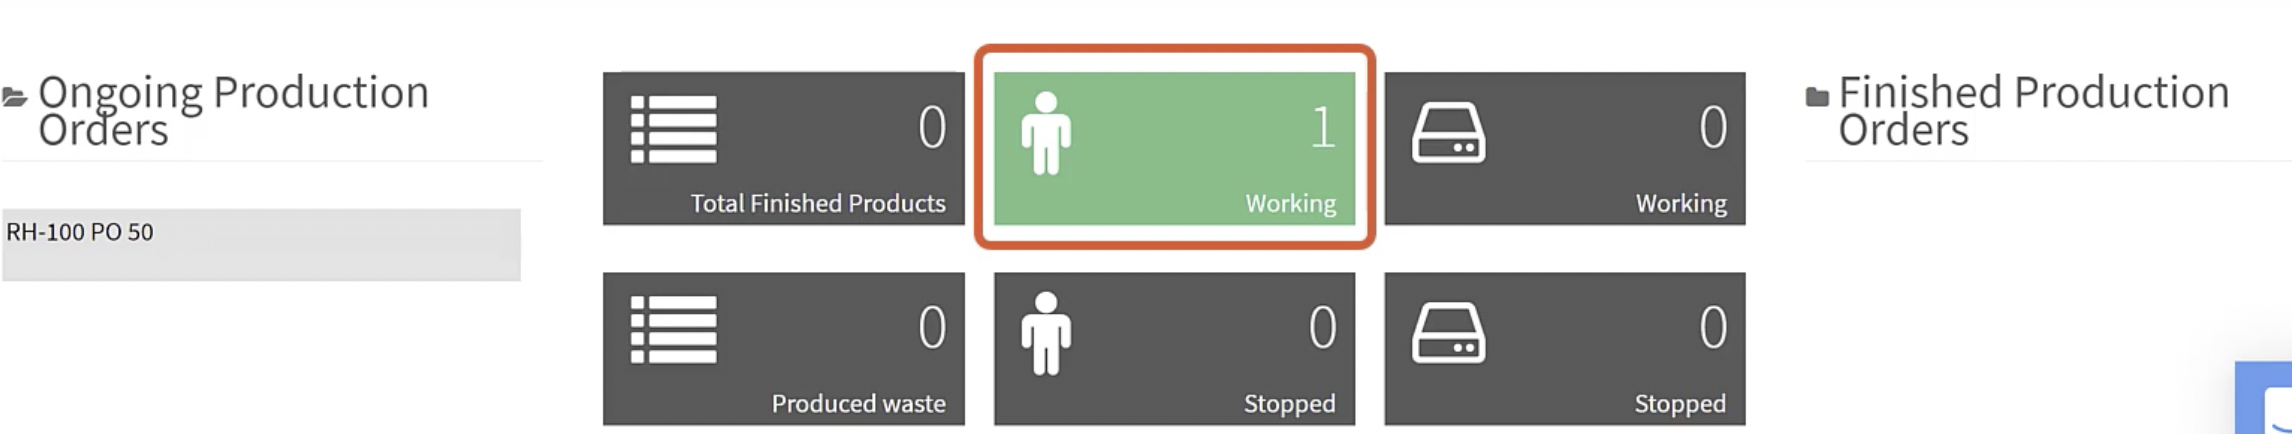 Ongoing Production
Orders
RH-100 PO 50
0
Total Finished Products
1
Working
0
Working
0
Produced waste
0
Stopped
0
Stopped
Finished Production
Orders